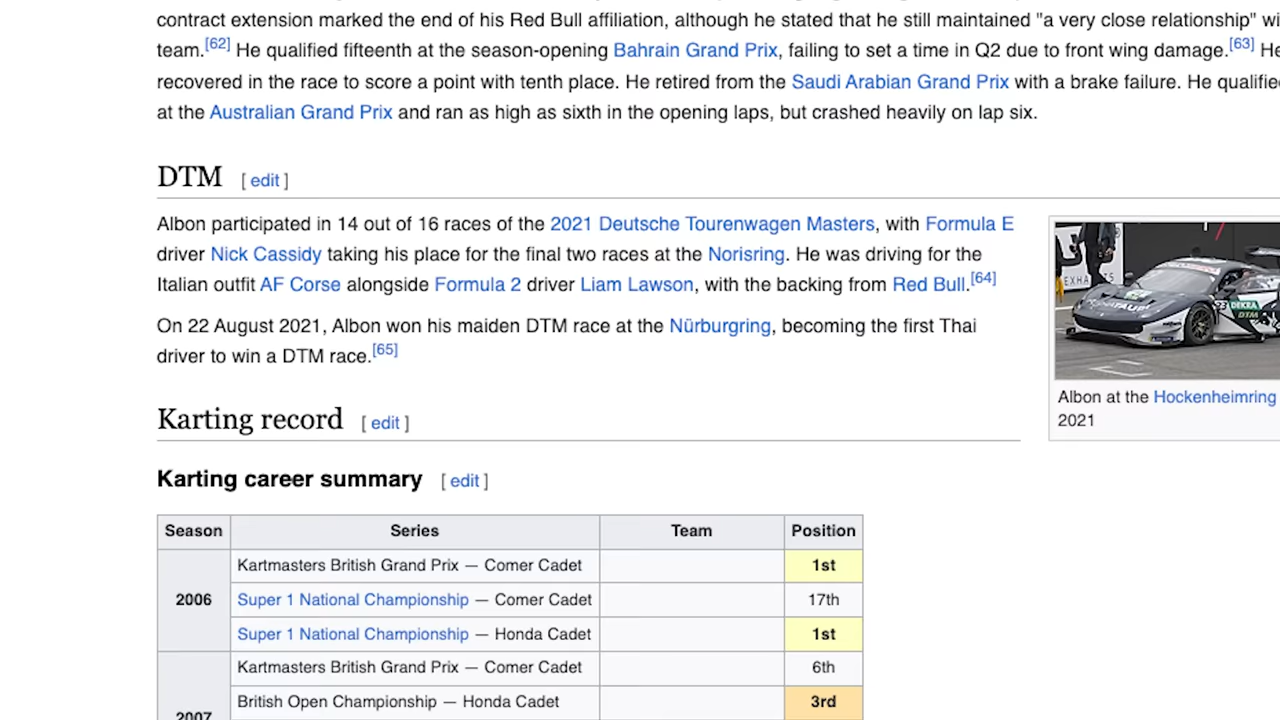 contract extension marked the end of his Red Bull affiliation, although he stated that he still maintained "a very close relationship"
team.[62] He qualified fifteenth at the season-opening Bahrain Grand Prix, failing to set a time in Q2 due to front wing damage.[63] He
recovered in the race to score a point with tenth place. He retired from the Saudi Arabian Grand Prix with a brake failure. He qualifie
at the Australian Grand Prix and ran as high as sixth in the opening laps, but crashed heavily on lap six.
DTM [ edit ]
Albon participated in 14 out of 16 races of the 2021 Deutsche Tourenwagen Masters, with Formula E
driver Nick Cassidy taking his place for the final two races at the Norisring. He was driving for the
Italian outfit AF Corse alongside Formula 2 driver Liam Lawson, with the backing from Red Bull.[64]
On 22 August 2021, Albon won his maiden DTM race at the Nürburgring, becoming the first Thai
driver to win a DTM race.[65]
DEKRA
DTM
Albon at the Hockenheimring
2021
Karting record [ edit ]
Karting career summary [ edit ]
Season Series Team Position
Kartmasters British Grand Prix — Comer Cadet 1st
2006 Super 1 National Championship — Comer Cadet 17th
Super 1 National Championship — Honda Cadet 1st
Kartmasters British Grand Prix — Comer Cadet 6th
British Open Championship — Honda Cadet 3rd
2007